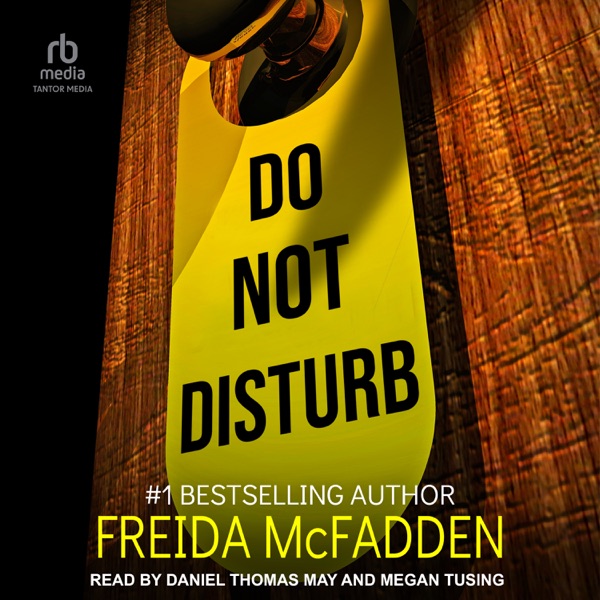 rb
media
TANTOR MEDIA
DO
NOT
DISTURB
#1 BESTSELLING AUTHOR
FREIDA McFADDEN
READ BY DANIEL THOMAS MAY AND MEGAN TUSING